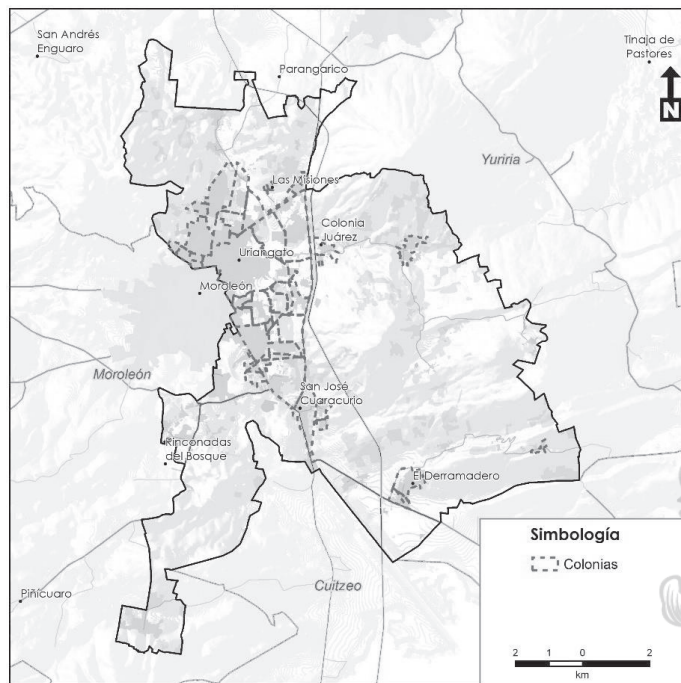 San Andrés
Enguaro
Tinaja de
Pastores
Parangarico
N
Yuriria
Las Misiones
Colonia
Juárez
Uriangato
Moroleón
Moroleón
San José
Cuaracurio
Rinconadas
del Bosque
El Derramadero
Simbología
Colonias
Cuitzeo
Piñícuaro
2 1 0 2
km